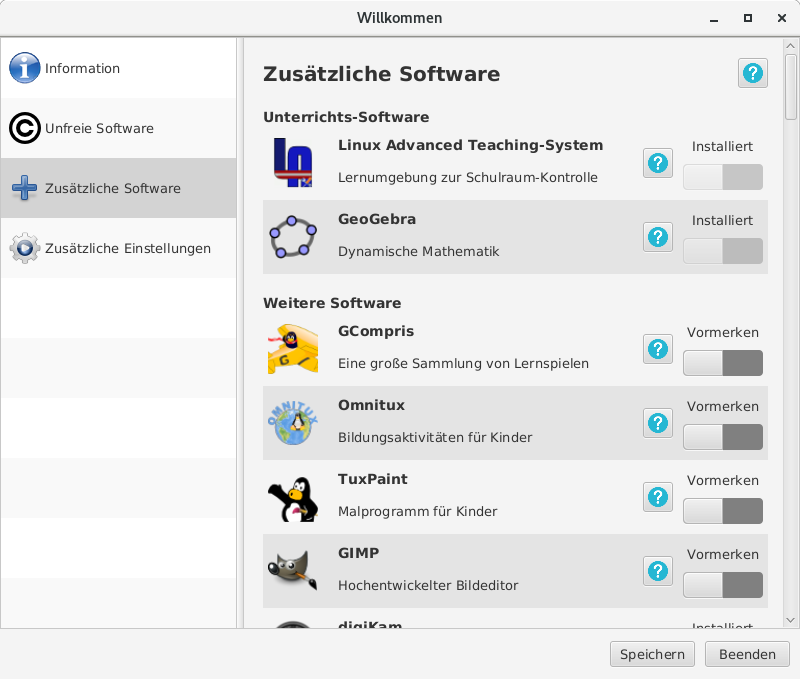 Willkommen
Information
Unfreie Software
Zusätzliche Software
Zusätzliche Einstellungen
Zusätzliche Software
Unterrichts-Software
Linux Advanced Teaching-System
Installiert
Lernumgebung zur Schulraum-Kontrolle
GeoGebra
Installiert
Dynamische Mathematik
Weitere Software
GCompris
Vormerken
Eine große Sammlung von Lernspielen
Omnitux
Vormerken
Bildungsaktivitäten für Kinder
TuxPaint
Vormerken
Malprogramm für Kinder
GIMP
Vormerken
Hochentwickelter Bildeditor
digiKam
Installiert
Speichern
Beenden